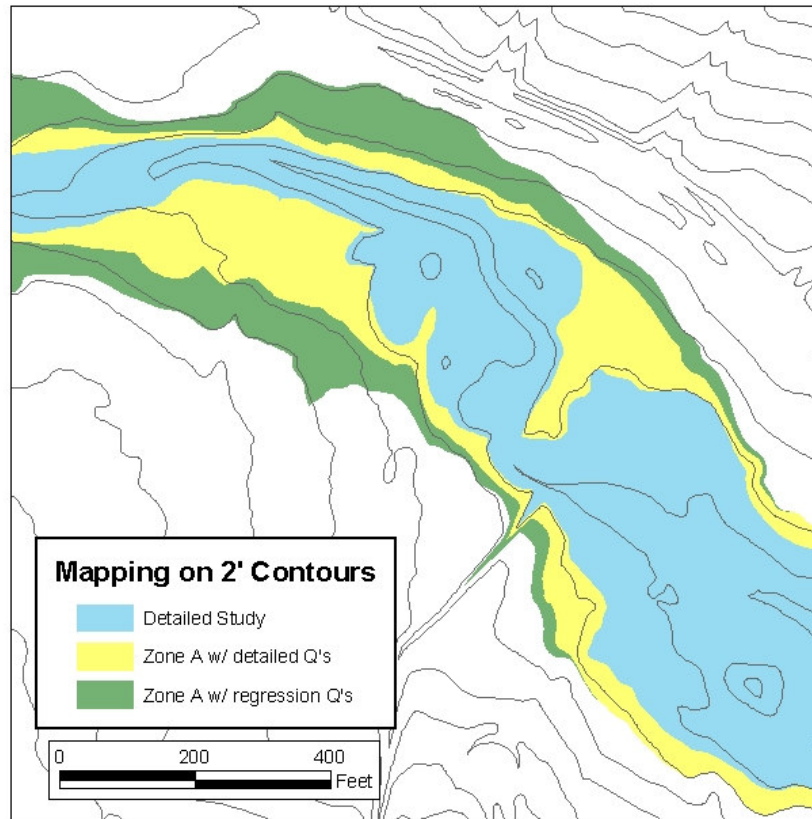 Mapping on 2' Contours
Detailed Study
Zone A w/ detailed Q's
Zone A w/ regression Q's
0 200 400
Feet